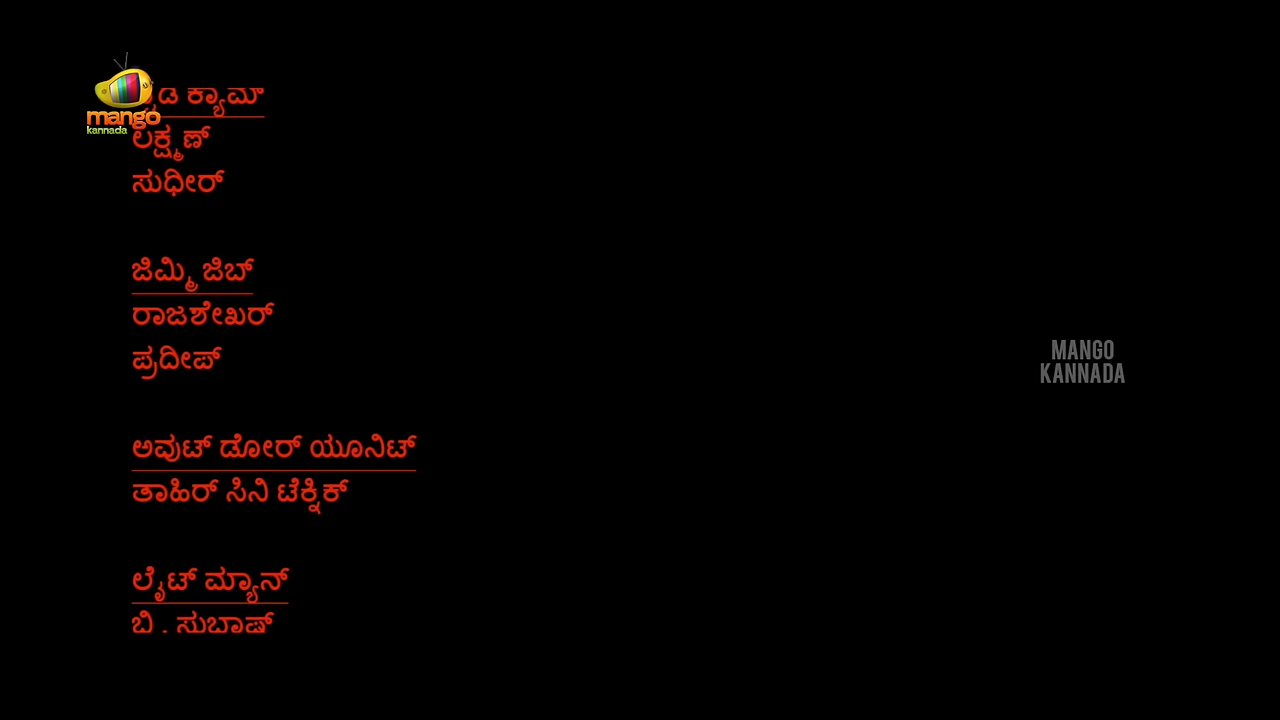 mango
kannada
ಕ್ಯಾಮ್
ಲಕ್ಷ್ಮಣ್
ಸುಧೀರ್
ಜಿಮ್ಮಿ ಜಿಬ್
ರಾಜಶೇಖರ್
ಪ್ರದೀಪ್
MANGO
KANNADA
ಅವುಟ್ ಡೋರ್ ಯೂನಿಟ್
ತಾಹಿರ್ ಸಿನಿ ಟೆಕ್ನಿಕ್
ಲೈಟ್ ಮ್ಯಾನ್
ಬಿ . ಸುಬಾಷ್